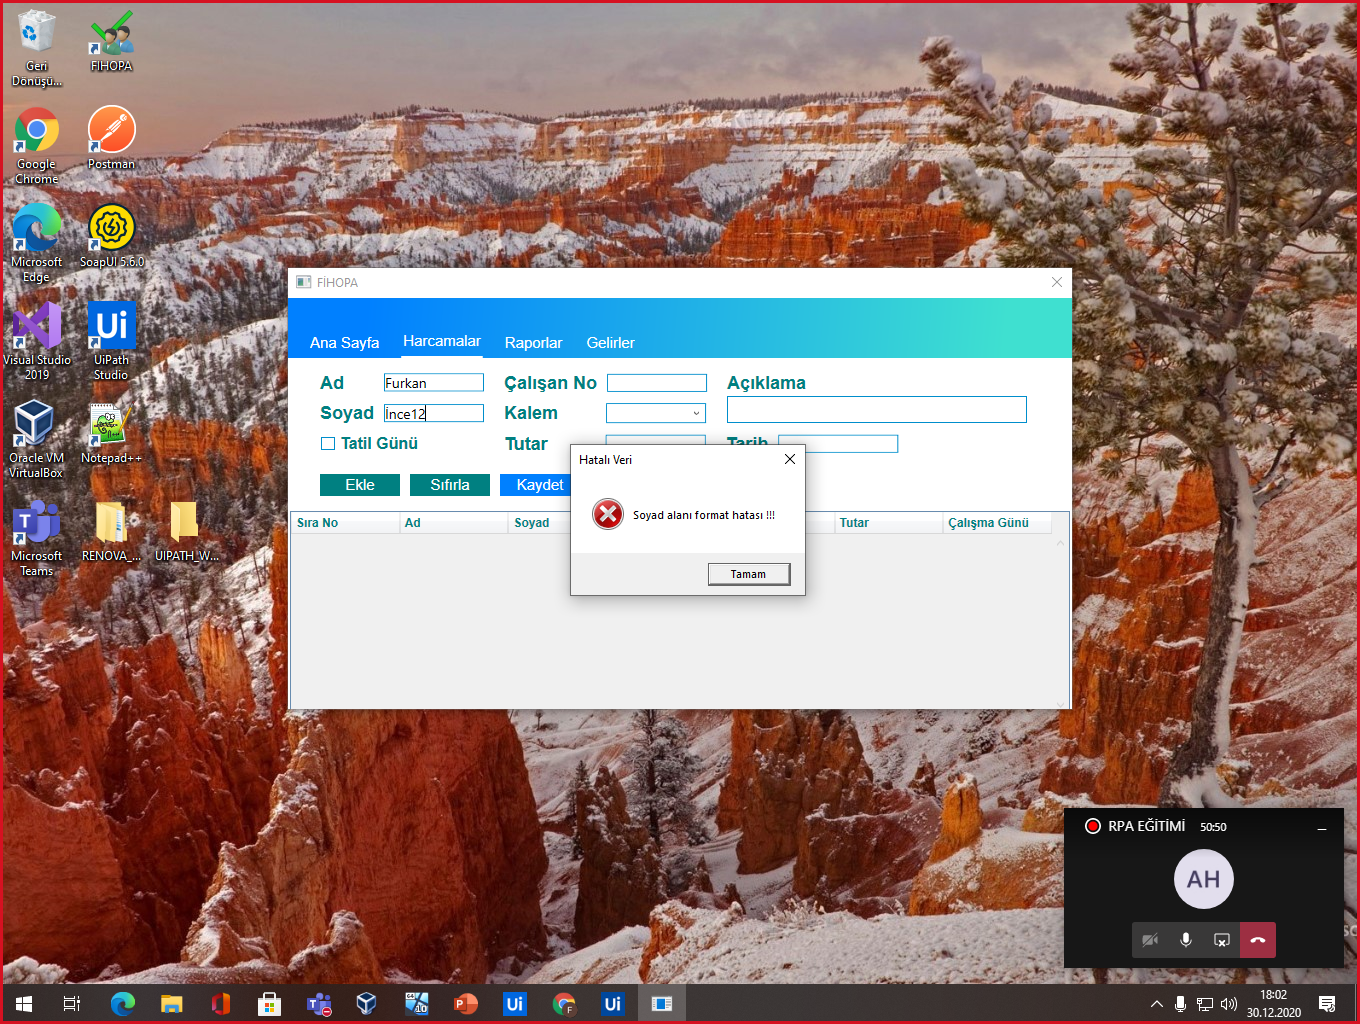 Geri
Dönüşü...
FIHOPA
Google
Chrome
Postman
Microsoft
Edge
SoapUI 5.6.0
Visual Studio
2019
UiPath
Studio
Oracle VM
VirtualBox
Notepad++
Microsoft
Teams
RENOVA_...
UIPATH_W...
FİHOPA
Ana Sayfa
Harcamalar
Raporlar
Gelirler
Ad
Furkan
Çalışan No
Açıklama
Soyad
İnce12
Kalem
Tatil Günü
Tutar
Tarih
Ekle
Sıfırla
Kaydet
Sıra No
Ad
Soyad
Tutar
Çalışma Günü
Hatalı Veri
Soyad alanı format hatası !!!
Tamam
RPA EĞİTİMİ
50:50
AH
18:02
30.12.2020